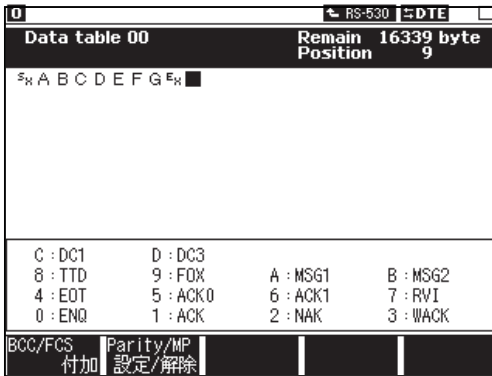 0 RS-530 DTE
Data table 00 Remain 16339 byte
Position 9
SX A B C D E F G EX
C : DC1 D : DC3
8 : TTD 9 : FOX A : MSG1 B : MSG2
4 : EOT 5 : ACK0 6 : ACK1 7 : RVI
0 : ENQ 1 : ACK 2 : NAK 3 : WACK
BCC/FCS Parity/MP
付加 設定/解除